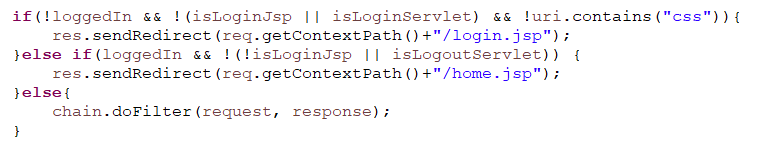 if(!loggedIn && !(isLoginJsp || isLoginServlet) && !uri.contains("css")){
    res.sendRedirect(req.getContextPath()+"/login.jsp");
}else if(loggedIn && !(!isLoginJsp || isLogoutServlet)) {
    res.sendRedirect(req.getContextPath()+"/home.jsp");
}else{
    chain.doFilter(request, response);
}